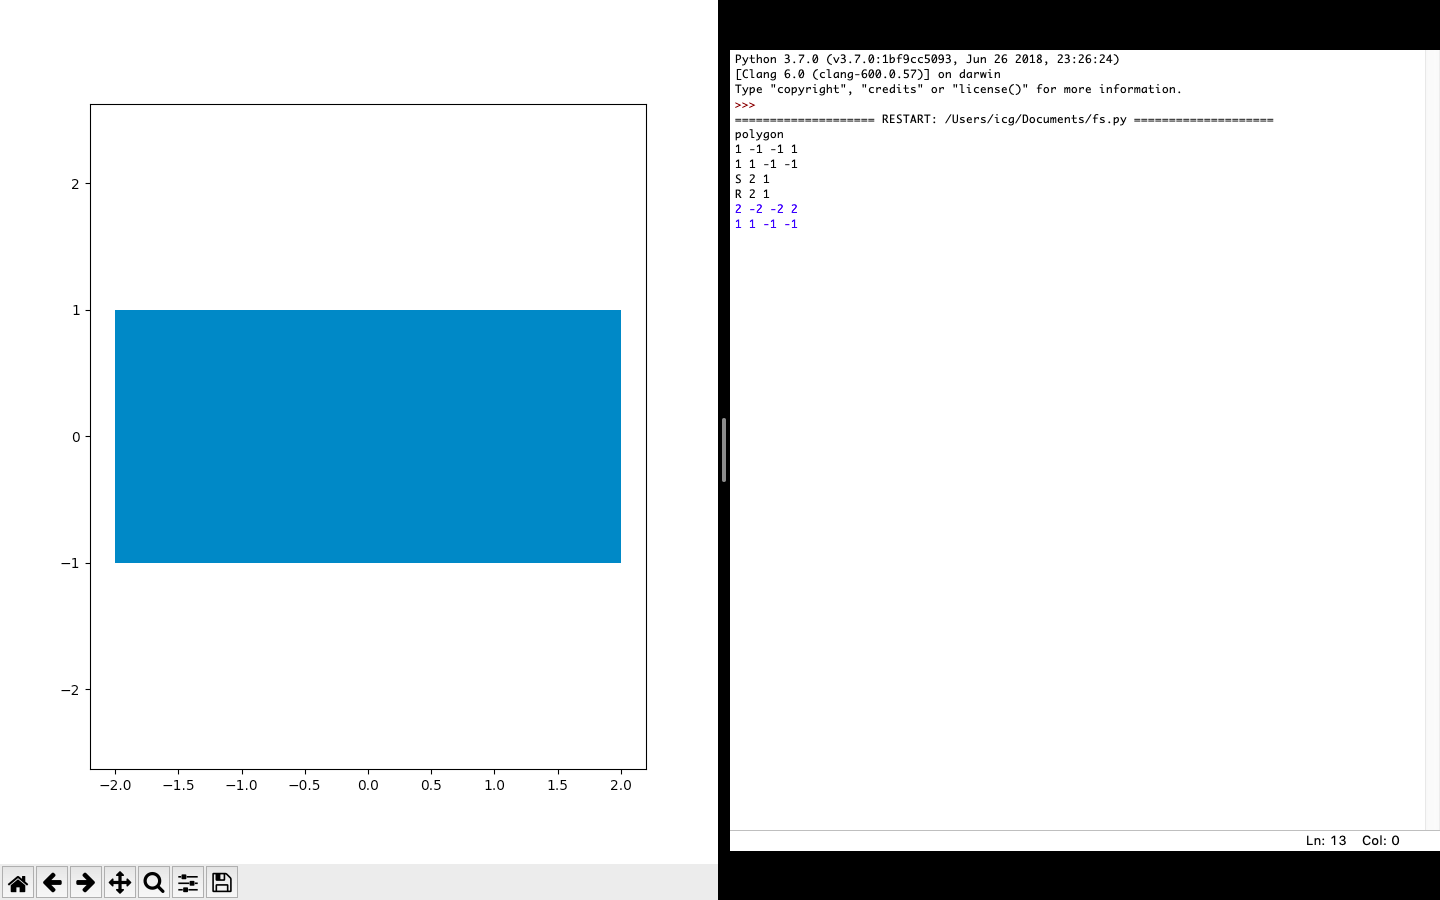 2
1
0
−1
−2
−2.0 −1.5 −1.0 −0.5 0.0 0.5 1.0 1.5 2.0
Python 3.7.0 (v3.7.0:1bf9cc5093, Jun 26 2018, 23:26:24)
[Clang 6.0 (clang-600.0.57)] on darwin
Type "copyright", "credits" or "license()" for more information.
>>>
==================== RESTART: /Users/icg/Documents/fs.py ====================
polygon
1 -1 -1 1
1 1 -1 -1
S 2 1
R 2 1
2 -2 -2 2
1 1 -1 -1
Ln: 13 Col: 0